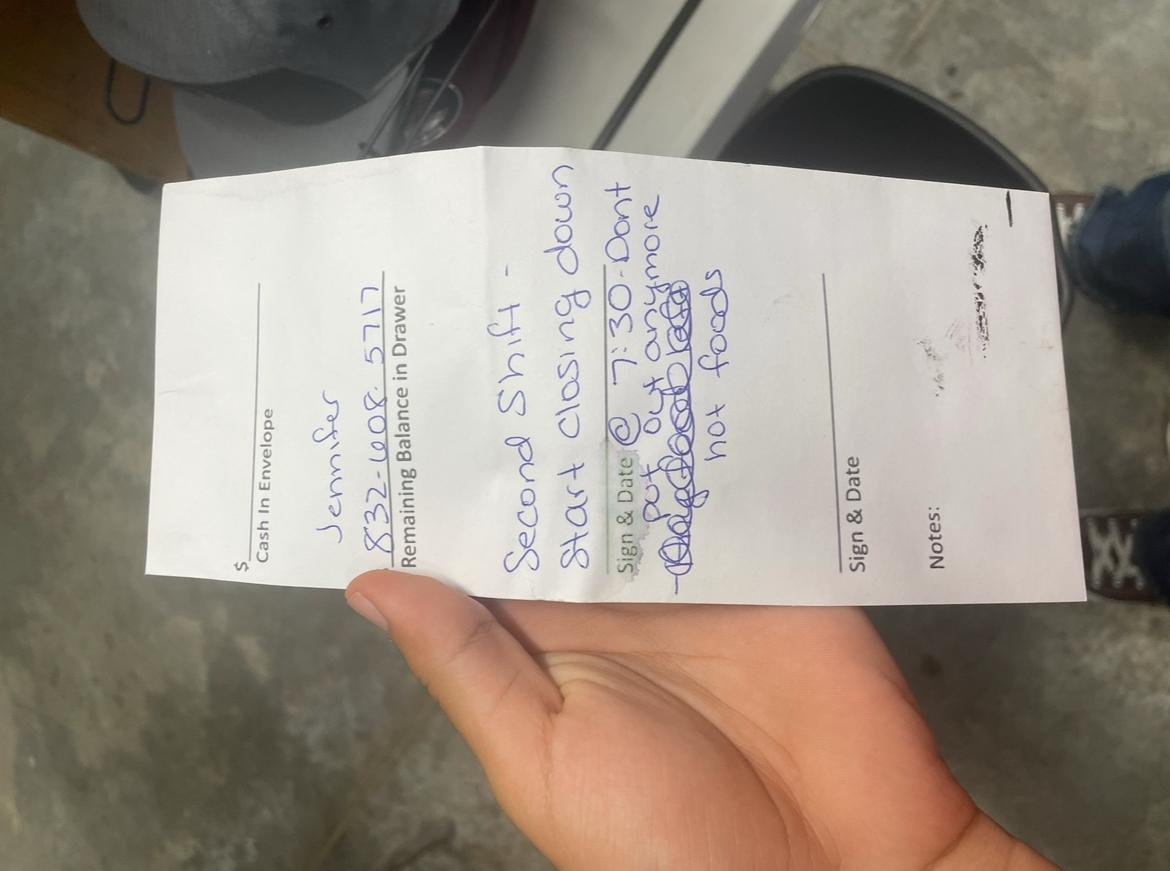 $
Cash In Envelope
Jennifer
832-608-5717
Remaining Balance in Drawer
Second Shift -
Start closing down
@ 7:30-Dont
Sign & Date
put out anymore
hot foods
Sign & Date
Notes: